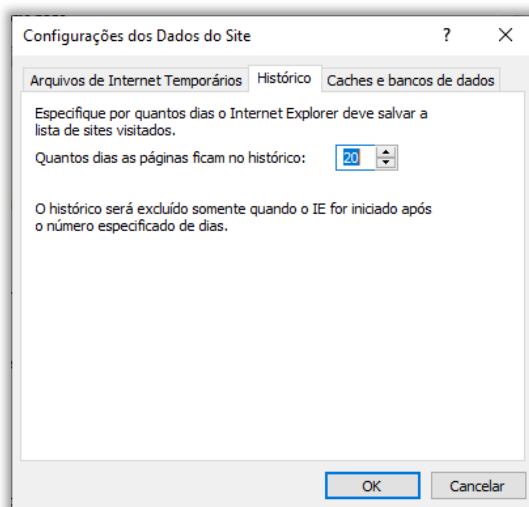 Configurações dos Dados do Site ?
Arquivos de Internet Temporários Histórico Caches e bancos de dados
Especifique por quantos dias o Internet Explorer deve salvar a
lista de sites visitados.
Quantos dias as páginas ficam no histórico: 20
O histórico será excluído somente quando o IE for iniciado após
o número especificado de dias.
OK Cancelar